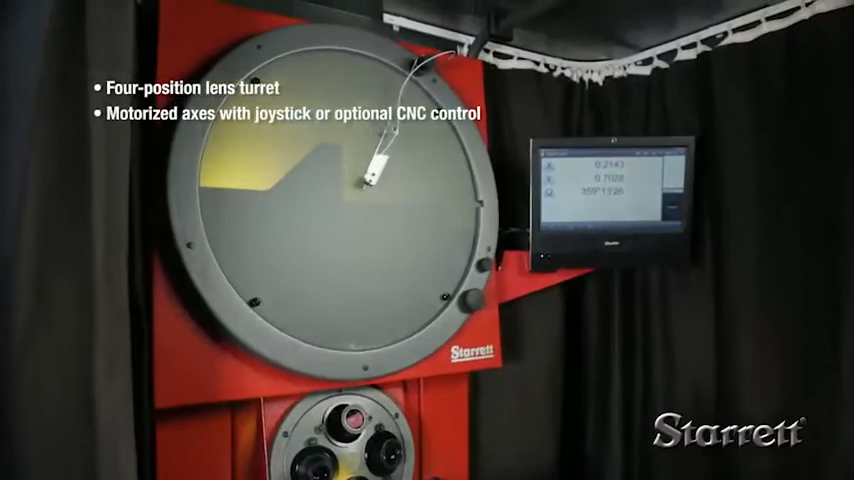 • Four-position lens turret
• Motorized axes with joystick or optional CNC control
0.2143
0.7028
359°19'26
Starrett
Starrett